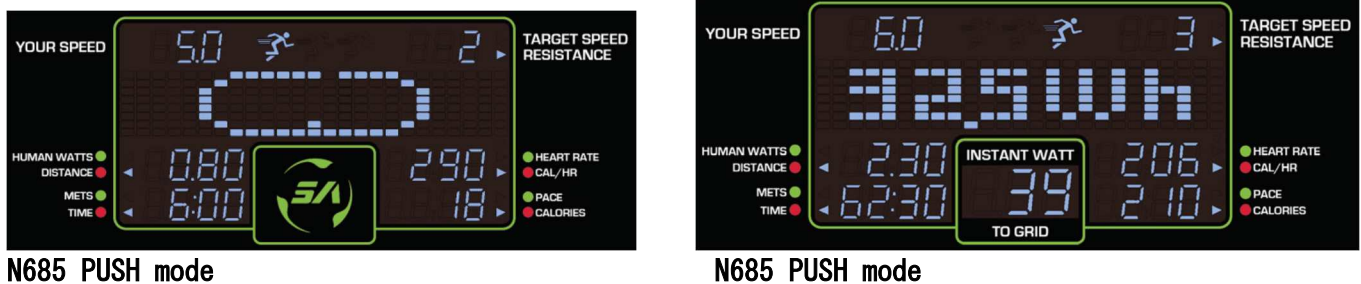 YOUR SPEED
5.0
2
TARGET SPEED
RESISTANCE
HUMAN WATTS
DISTANCE
0.80
290
HEART RATE
CAL/HR
METS
TIME
6:00
SA
18
PACE
CALORIES
N685 PUSH mode
YOUR SPEED
6.0
3
TARGET SPEED
RESISTANCE
32.5Wh
HUMAN WATTS
DISTANCE
2.30
INSTANT WATT
39
TO GRID
206
HEART RATE
CAL/HR
METS
TIME
62:30
210
PACE
CALORIES
N685 PUSH mode